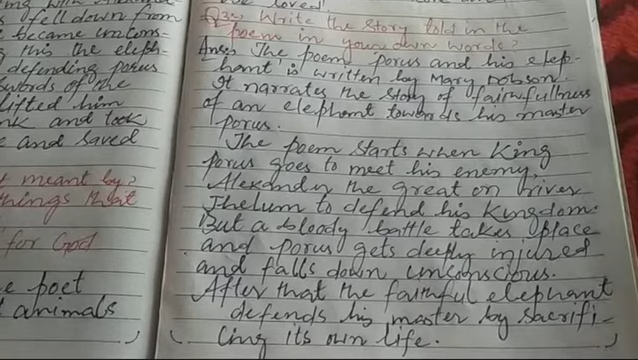 fell down from
became uncons-
this the eleph-
defending porus
swords of the
lifted him
and took
and saved
meant by?
things that
for God
poet
animals
loved!
Q3: Write the story told in the
poem in your own words?
Ans: The poem porus and his elep-
hant is written by Mary Dobson.
It narrates the story of faithfullness
of an elephant towards his master
porus.
The poem starts when King
porus goes to meet his enemy,
Alexander the great on river
Jhelum to defend his Kingdom.
But a bloody battle takes place
and porus gets deeply injured
and falls down unconscious.
After that the faithful elephant
defends his master by sacrifi-
cing its own life.